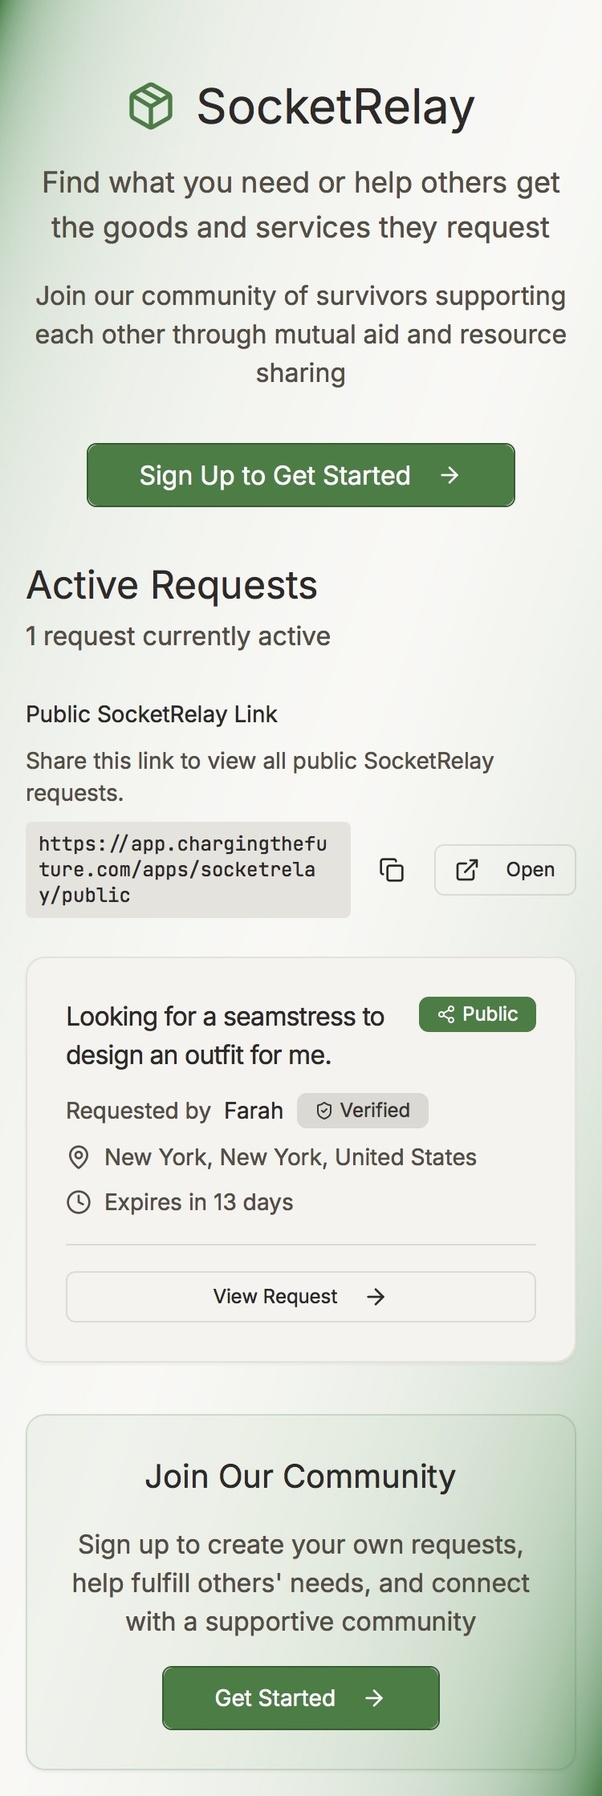 SocketRelay
Find what you need or help others get
the goods and services they request
Join our community of survivors supporting
each other through mutual aid and resource
sharing
Sign Up to Get Started
Active Requests
1 request currently active
Public SocketRelay Link
Share this link to view all public SocketRelay
requests.
https://app.chargingthefu
ture.com/apps/socketrela
y/public
Open
Looking for a seamstress to
design an outfit for me.
Public
Requested by Farah Verified
New York, New York, United States
Expires in 13 days
View Request
Join Our Community
Sign up to create your own requests,
help fulfill others' needs, and connect
with a supportive community
Get Started